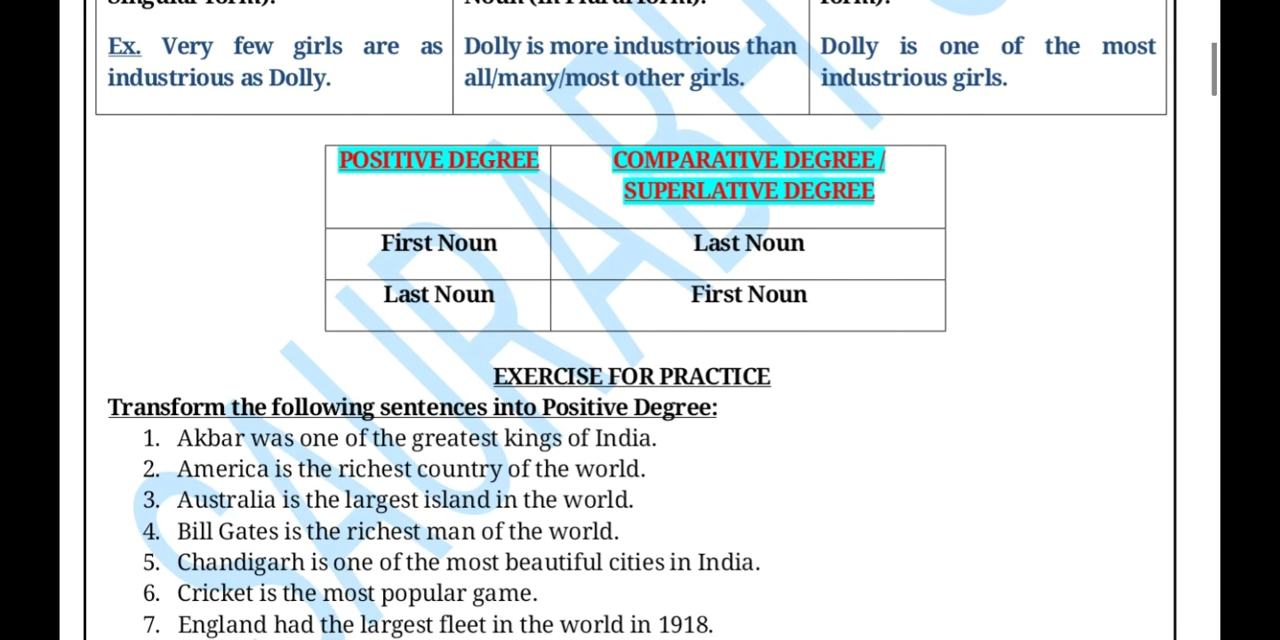 Ex. Very few girls are as
industrious as Dolly.
Dolly is more industrious than
all/many/most other girls.
Dolly is one of the most
industrious girls.
POSITIVE DEGREE
COMPARATIVE DEGREE/
SUPERLATIVE DEGREE
First Noun
Last Noun
Last Noun
First Noun
EXERCISE FOR PRACTICE
Transform the following sentences into Positive Degree:
1. Akbar was one of the greatest kings of India.
2. America is the richest country of the world.
3. Australia is the largest island in the world.
4. Bill Gates is the richest man of the world.
5. Chandigarh is one of the most beautiful cities in India.
6. Cricket is the most popular game.
7. England had the largest fleet in the world in 1918.
SAURABH